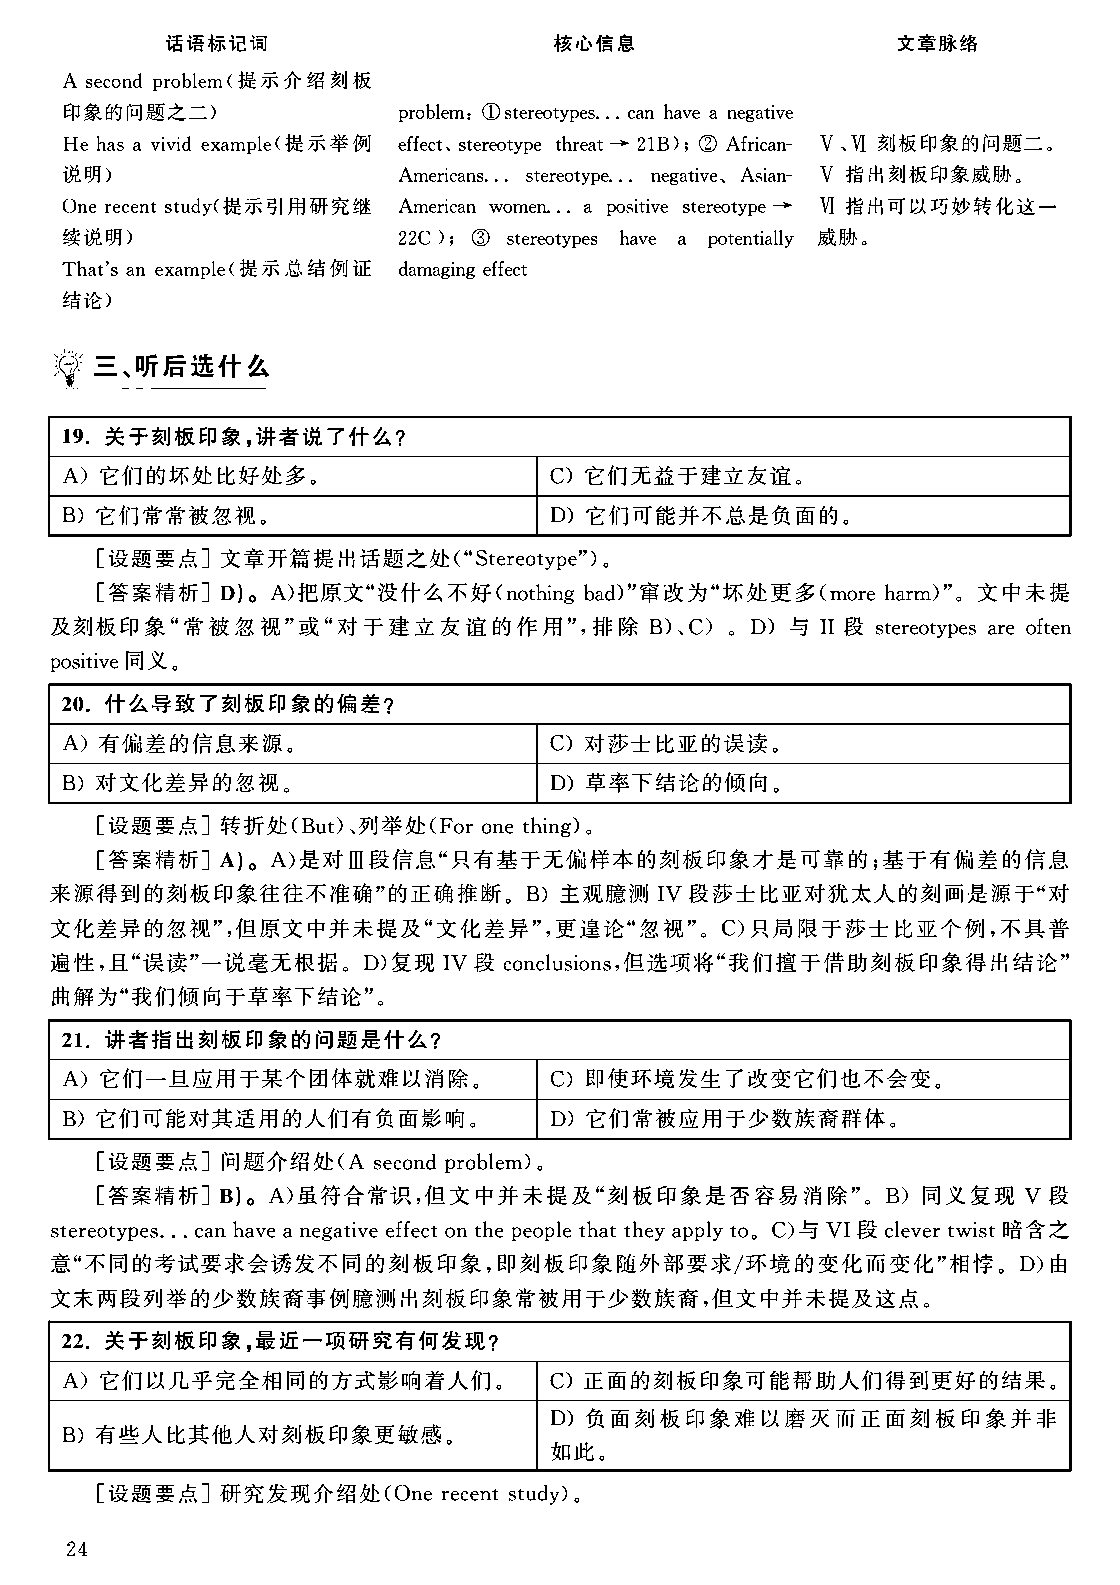 话语标记词 核心信息 文章脉络
A second problem(提示介绍刻板
印象的问题之二)
He has a vivid example(提示举例
说明)
One recent study(提示引用研究继
续说明)
That's an example(提示总结例证
结论)
problem: ①stereotypes... can have a negative
effect、stereotype threat→21B); ② African-
Americans... stereotype... negative、Asian-
American women... a positive stereotype→
22C); ③ stereotypes have a potentially
damaging effect
Ⅴ、Ⅵ 刻板印象的问题二。
Ⅴ 指出刻板印象威胁。
Ⅵ 指出可以巧妙转化这一
威胁。
三、听后选什么
19. 关于刻板印象,讲者说了什么?
A) 它们的坏处比好处多。 C) 它们无益于建立友谊。
B) 它们常常被忽视。 D) 它们可能并不总是负面的。
[设题要点] 文章开篇提出话题之处(“Stereotype”)。
[答案精析] D)。A)把原文“没什么不好(nothing bad)”窜改为“坏处更多(more harm)”。文中未提
及刻板印象“常被忽视”或“对于建立友谊的作用”,排除 B)、C) 。D) 与 II 段 stereotypes are often
positive 同义。
20. 什么导致了刻板印象的偏差?
A) 有偏差的信息来源。 C) 对莎士比亚的误读。
B) 对文化差异的忽视。 D) 草率下结论的倾向。
[设题要点] 转折处(But)、列举处(For one thing)。
[答案精析] A)。A)是对Ⅲ段信息“只有基于无偏样本的刻板印象才是可靠的;基于有偏差的信息
来源得到的刻板印象往往不准确”的正确推断。B) 主观臆测 IV 段莎士比亚对犹太人的刻画是源于“对
文化差异的忽视”,但原文中并未提及“文化差异”,更遑论“忽视”。C)只局限于莎士比亚个例,不具普
遍性,且“误读”一说毫无根据。D)复现 IV 段 conclusions,但选项将“我们擅于借助刻板印象得出结论”
曲解为“我们倾向于草率下结论”。
21. 讲者指出刻板印象的问题是什么?
A) 它们一旦应用于某个团体就难以消除。 C) 即使环境发生了改变它们也不会变。
B) 它们可能对其适用的人们有负面影响。 D) 它们常被应用于少数族裔群体。
[设题要点] 问题介绍处(A second problem)。
[答案精析] B)。A)虽符合常识,但文中并未提及“刻板印象是否容易消除”。B) 同义复现 V 段
stereotypes... can have a negative effect on the people that they apply to。C)与 VI 段 clever twist 暗含之
意“不同的考试要求会诱发不同的刻板印象,即刻板印象随外部要求/环境的变化而变化”相悖。D)由
文末两段列举的少数族裔事例臆测出刻板印象常被用于少数族裔,但文中并未提及这点。
22. 关于刻板印象,最近一项研究有何发现?
A) 它们以几乎完全相同的方式影响着人们。 C) 正面的刻板印象可能帮助人们得到更好的结果。
B) 有些人比其他人对刻板印象更敏感。 D) 负面刻板印象难以磨灭而正面刻板印象并非
如此。
[设题要点] 研究发现介绍处(One recent study)。
24